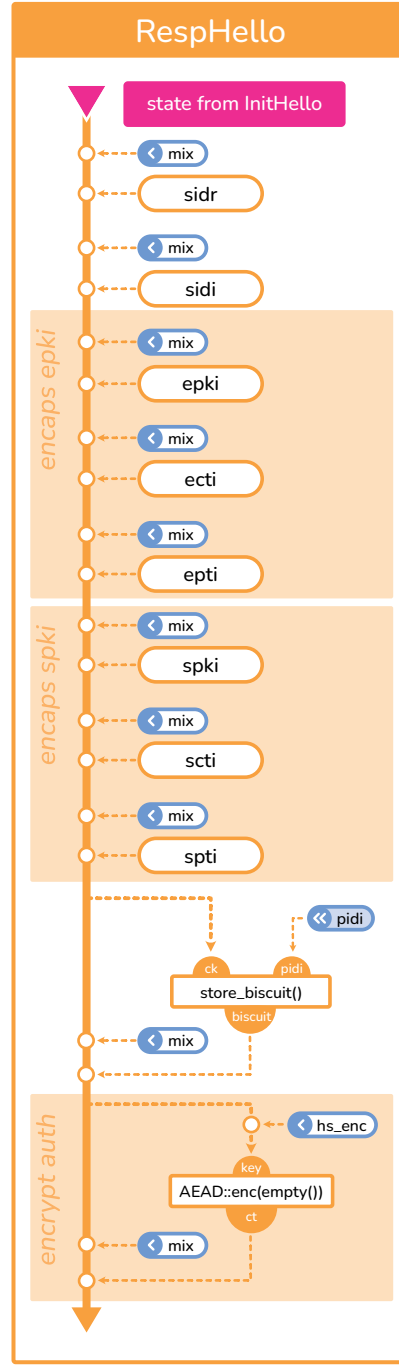 RespHello
state from InitHello
mix
sidr
mix
sidi
encaps epki
mix
epki
mix
ecti
mix
epti
encaps spki
mix
spki
mix
scti
mix
spti
pidi
ck
pidi
store_biscuit()
biscuit
mix
encrypt auth
hs_enc
key
AEAD::enc(empty())
ct
mix